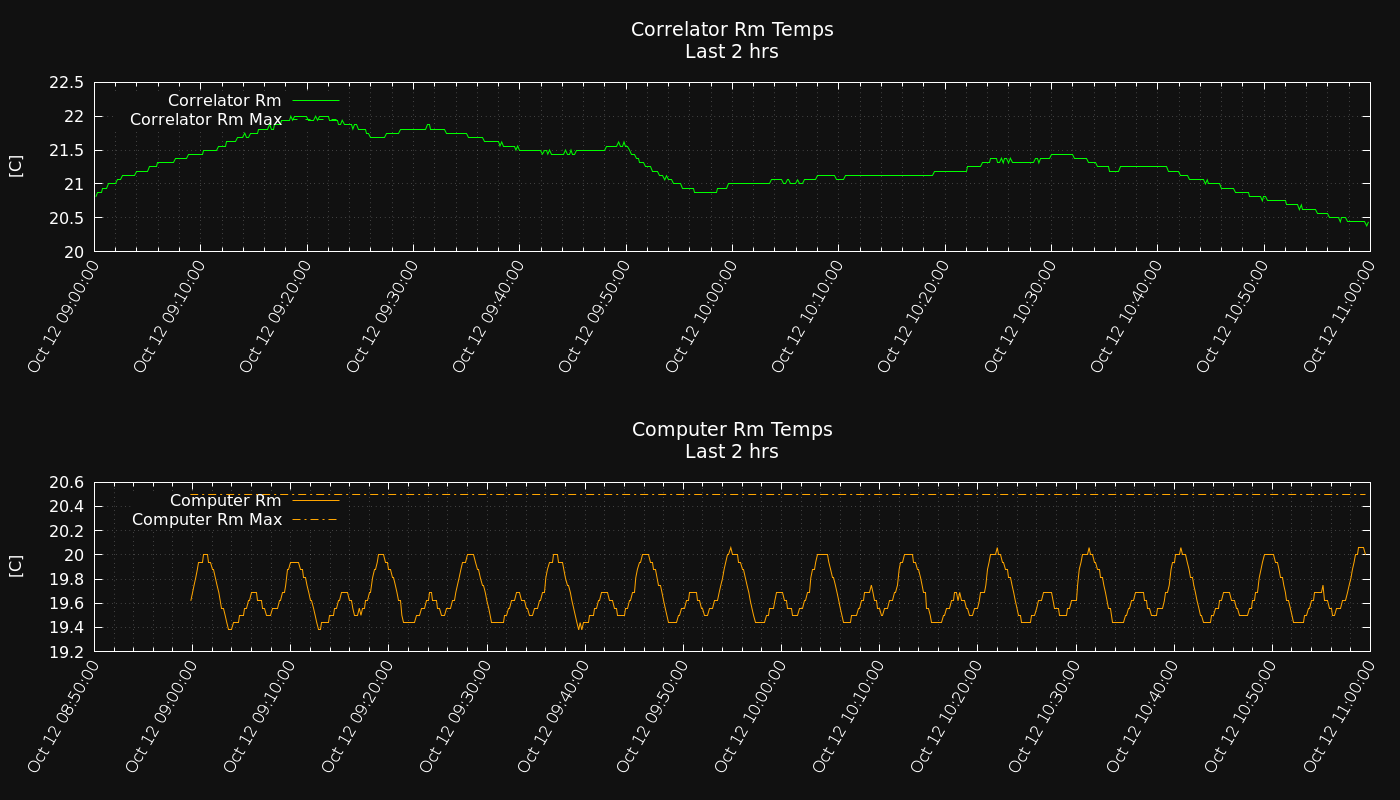 Correlator Rm Temps
Last 2 hrs
22.5
22
21.5
21
20.5
20
[C]
Correlator Rm
Correlator Rm Max
Oct 12 09:00:00
Oct 12 09:10:00
Oct 12 09:20:00
Oct 12 09:30:00
Oct 12 09:40:00
Oct 12 09:50:00
Oct 12 10:00:00
Oct 12 10:10:00
Oct 12 10:20:00
Oct 12 10:30:00
Oct 12 10:40:00
Oct 12 10:50:00
Oct 12 11:00:00
Computer Rm Temps
Last 2 hrs
20.6
20.4
20.2
20
19.8
19.6
19.4
19.2
[C]
Computer Rm
Computer Rm Max
Oct 12 08:50:00
Oct 12 09:00:00
Oct 12 09:10:00
Oct 12 09:20:00
Oct 12 09:30:00
Oct 12 09:40:00
Oct 12 09:50:00
Oct 12 10:00:00
Oct 12 10:10:00
Oct 12 10:20:00
Oct 12 10:30:00
Oct 12 10:40:00
Oct 12 10:50:00
Oct 12 11:00:00